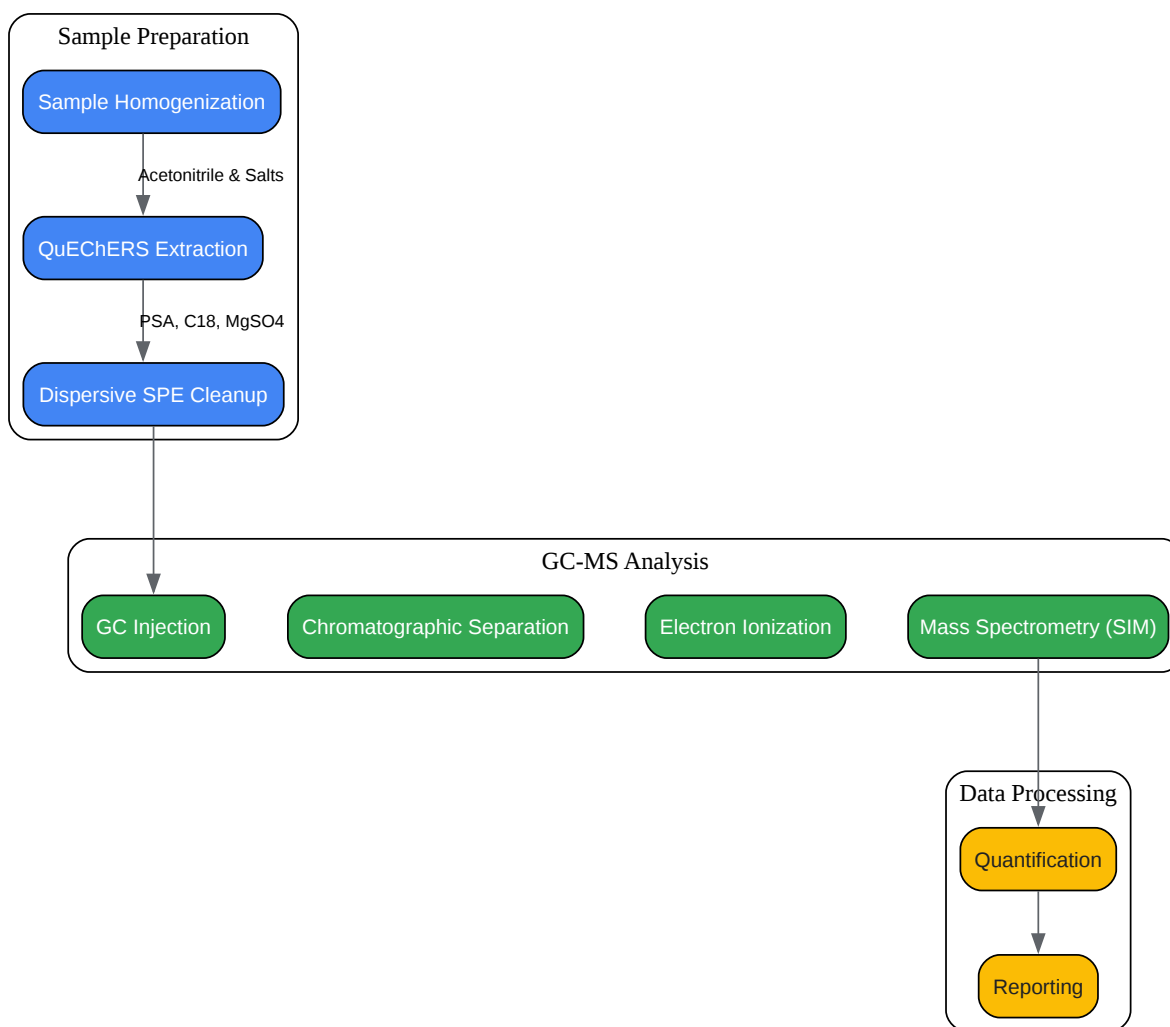 Sample Preparation
Sample Homogenization
Acetonitrile & Salts
QuEChERS Extraction
PSA, C18, MgSO4
Dispersive SPE Cleanup
GC-MS Analysis
GC Injection
Chromatographic Separation
Electron Ionization
Mass Spectrometry (SIM)
Data Processing
Quantification
Reporting